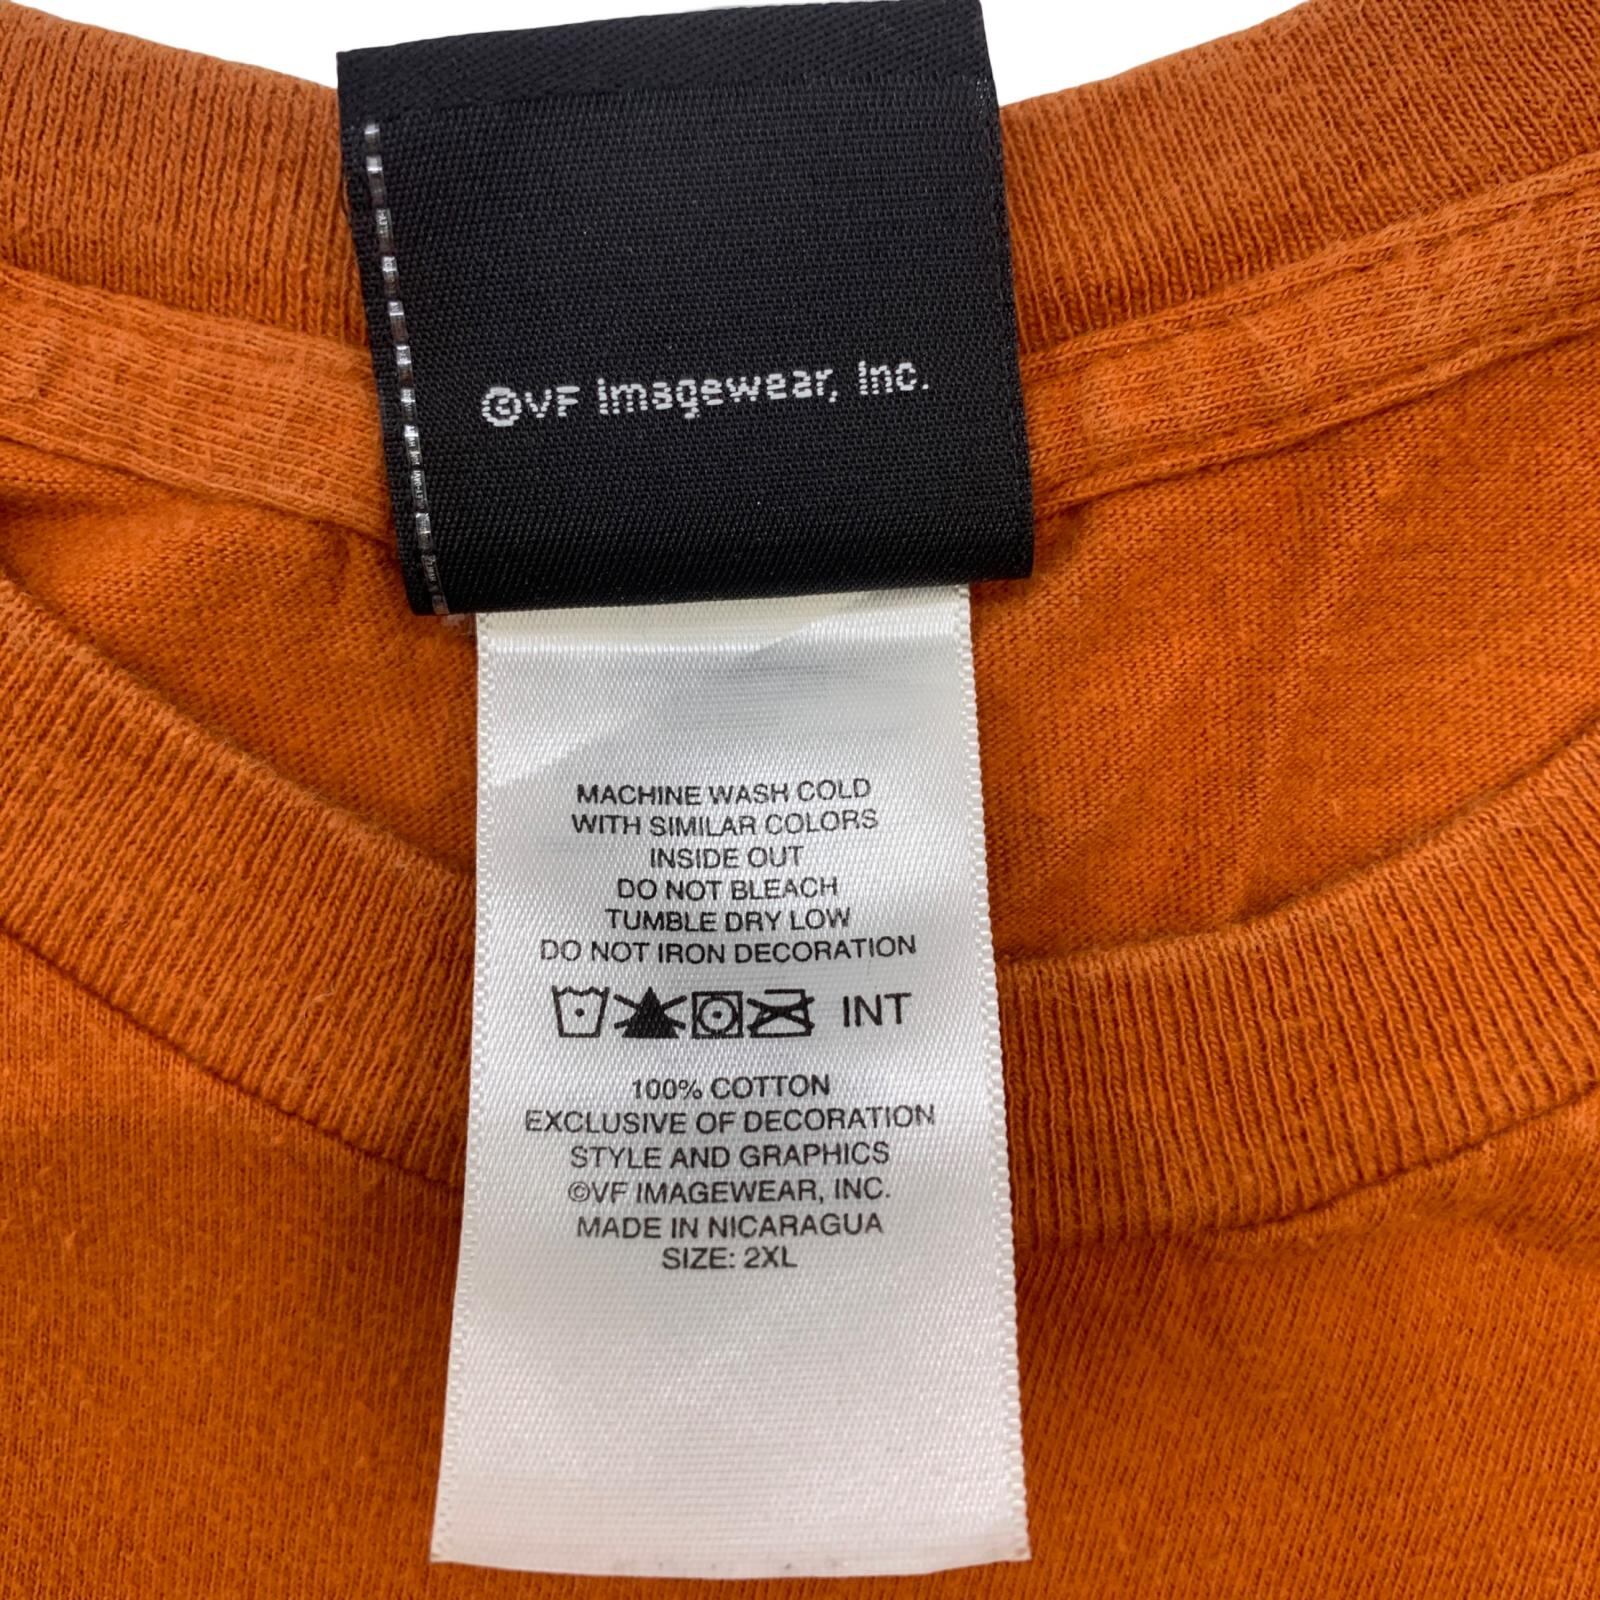 ©VF Imagewear, Inc.
MACHINE WASH COLD
WITH SIMILAR COLORS
INSIDE OUT
DO NOT BLEACH
TUMBLE DRY LOW
DO NOT IRON DECORATION
INT
100% COTTON
EXCLUSIVE OF DECORATION
STYLE AND GRAPHICS
©VF IMAGEWEAR, INC.
MADE IN NICARAGUA
SIZE: 2XL